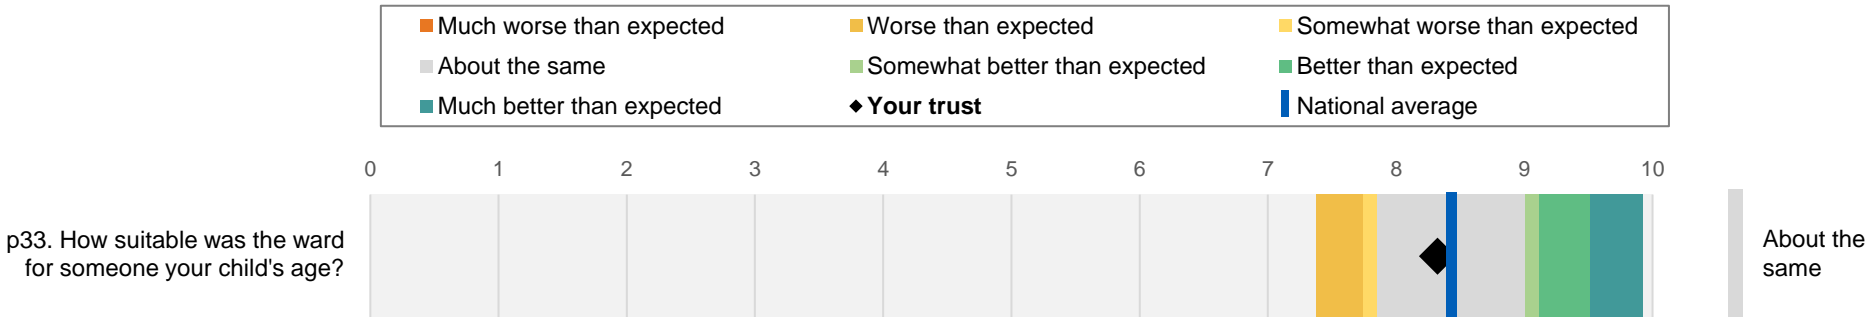 Much worse than expected
Worse than expected
Somewhat worse than expected
About the same
Somewhat better than expected
Better than expected
Much better than expected
Your trust
National average
0 1 2 3 4 5 6 7 8 9 10
p33. How suitable was the ward
for someone your child's age?
About the
same